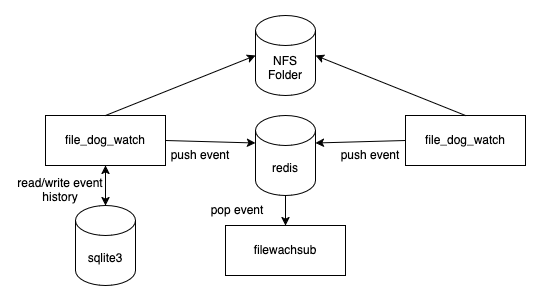 NFS
Folder
file_dog_watch
file_dog_watch
push event
redis
push event
read/write event
history
pop event
sqlite3
filewachsub